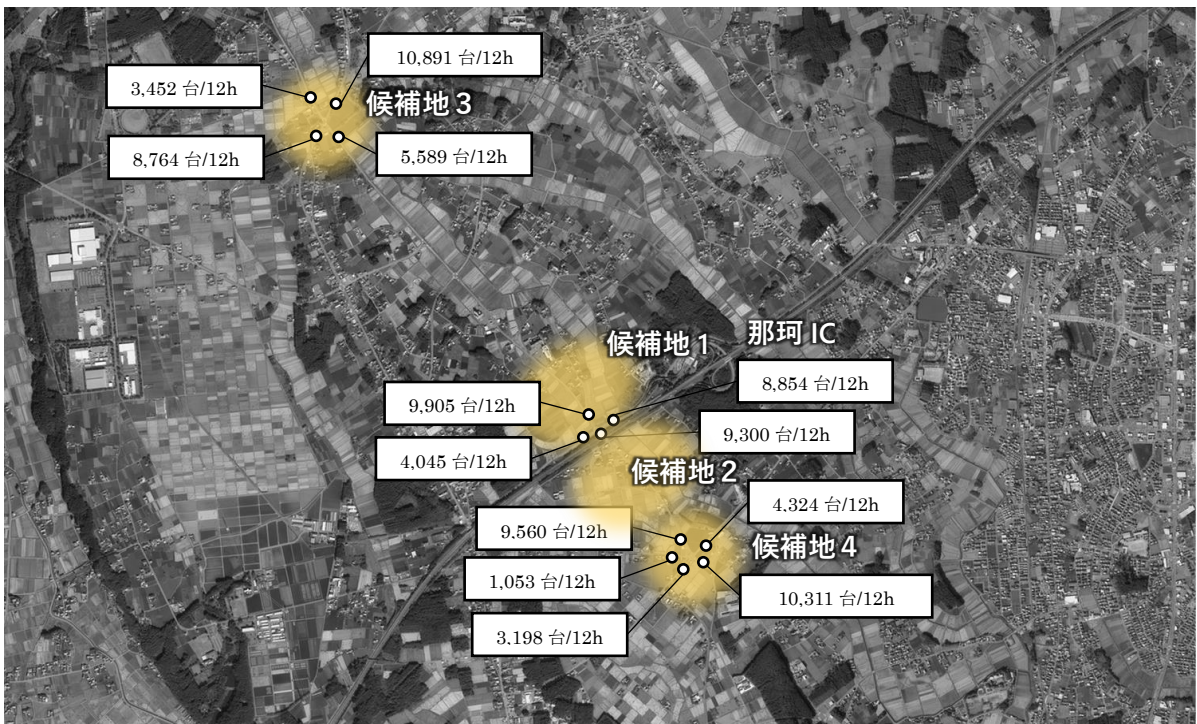 10,891 台/12h
3,452 台/12h
候補地 3
8,764 台/12h
5,589 台/12h
那珂 IC
候補地 1
8,854 台/12h
9,905 台/12h
9,300 台/12h
4,045 台/12h
候補地 2
4,324 台/12h
9,560 台/12h
候補地 4
1,053 台/12h
10,311 台/12h
3.198 台/12h